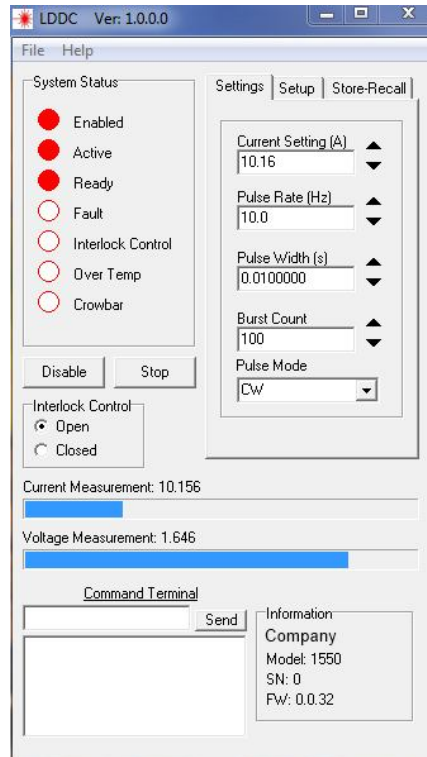 LDDC Ver: 1.0.0.0
File Help
System Status
Enabled
Active
Ready
Fault
Interlock Control
Over Temp
Crowbar
Settings Setup Store-Recall
Current Setting (A)
10.16
Pulse Rate (Hz)
10.0
Pulse Width (s)
0.0100000
Burst Count
100
Pulse Mode
CW
Disable Stop
Interlock Control
Open
Closed
Current Measurement: 10.156
Voltage Measurement: 1.646
Command Terminal
Send
Information
Company
Model: 1550
SN: 0
FW: 0.0.32